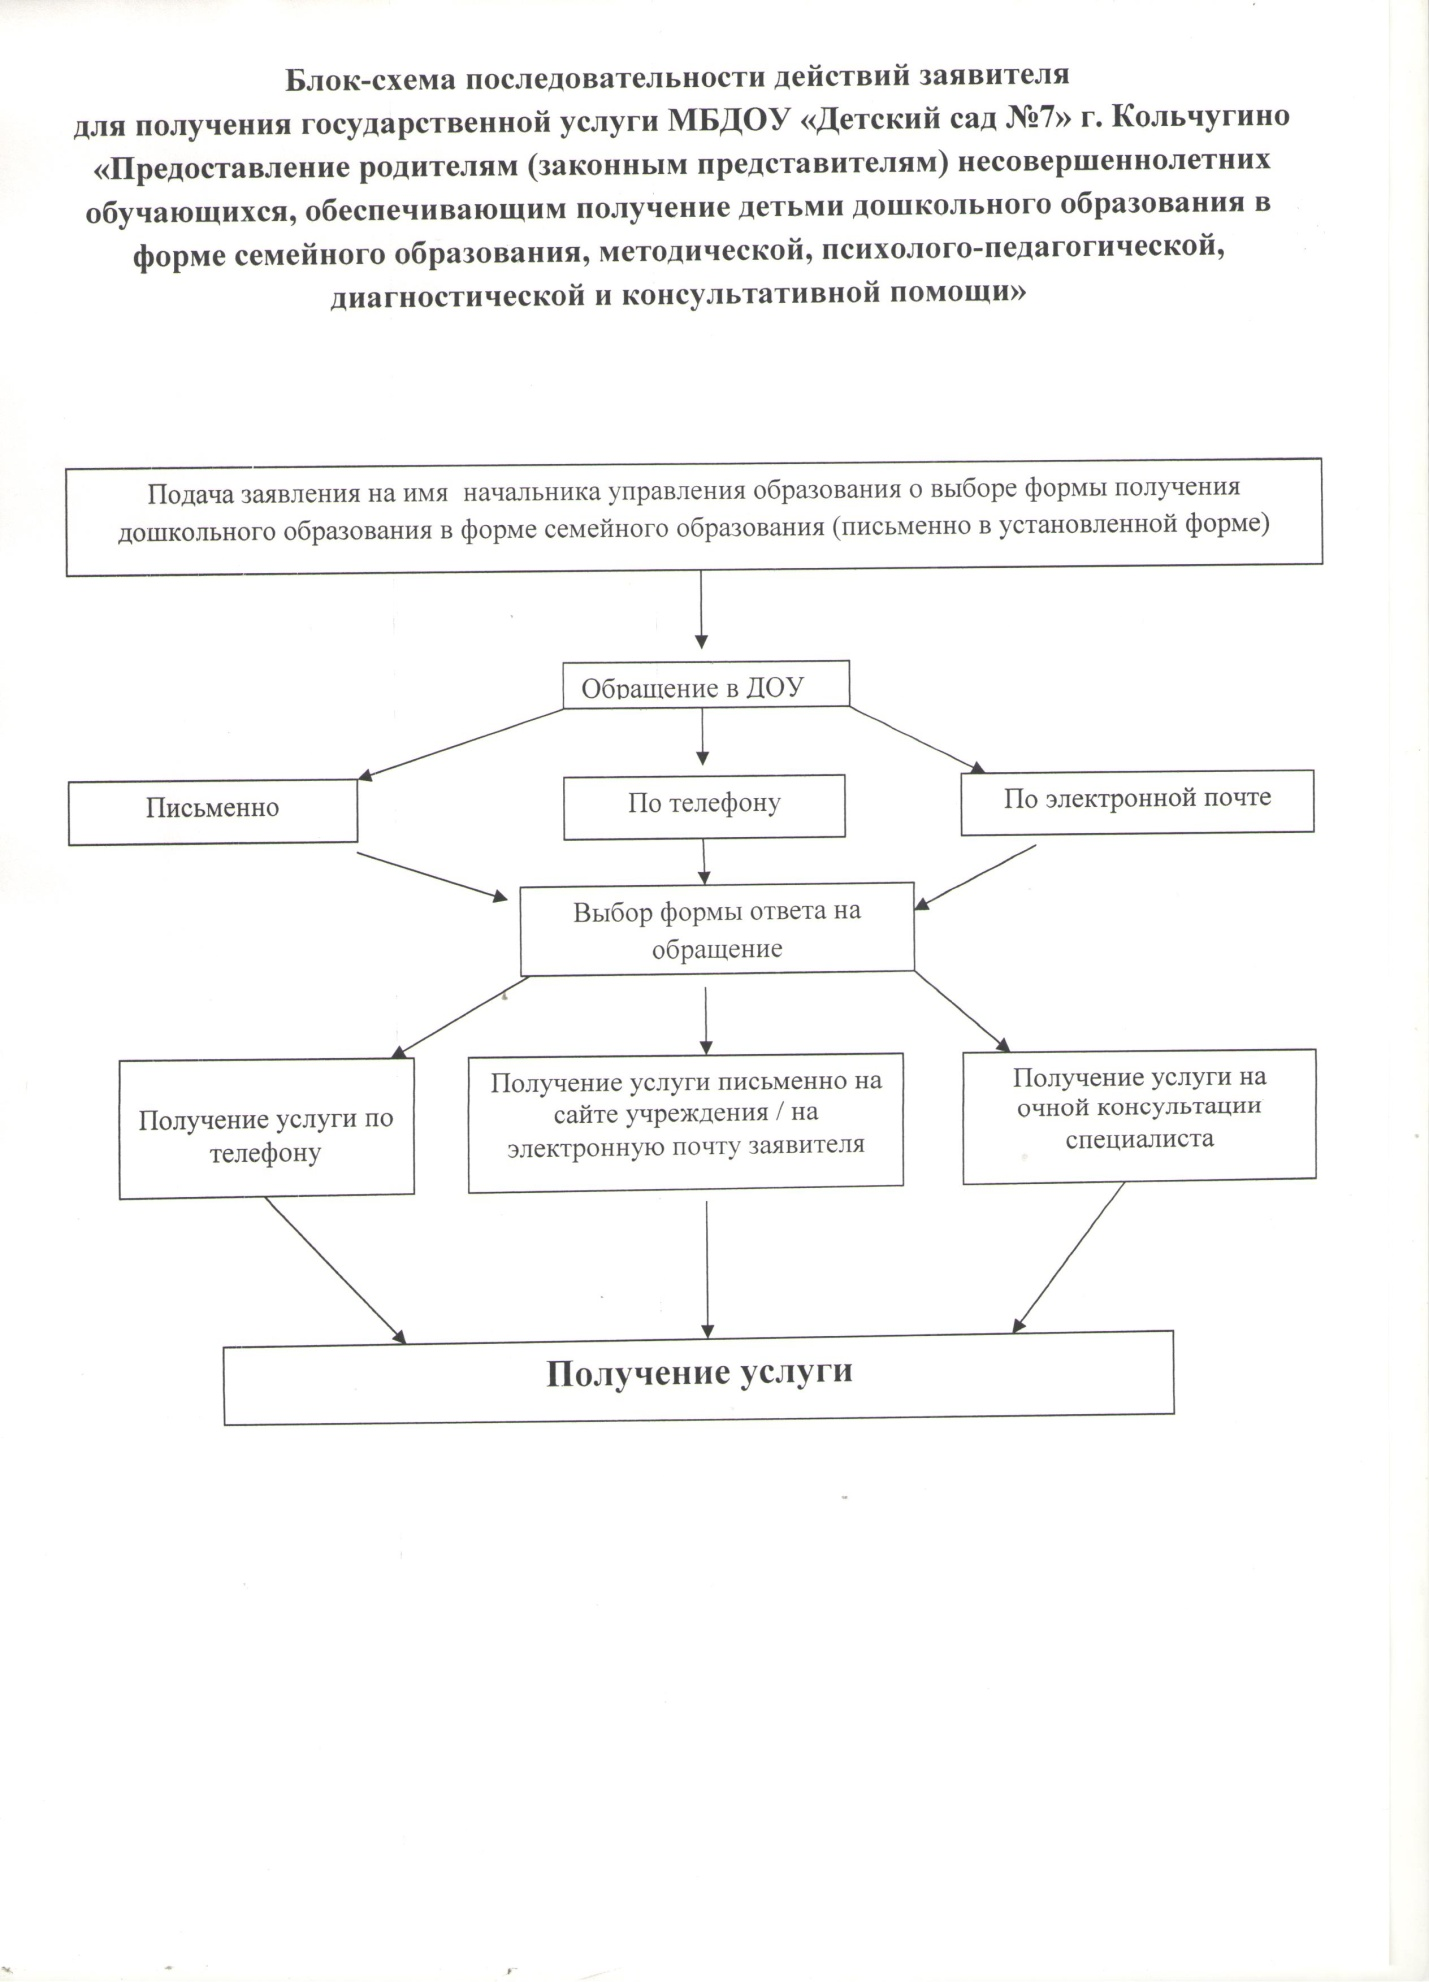 Блок-схема последовательности действий заявителя
для получения государственной услуги МБДОУ «Детский сад №7» г. Кольчугино
«Предоставление родителям (законным представителям) несовершеннолетних
обучающихся, обеспечивающим получение детьми дошкольного образования в
форме семейного образования, методической, психолого-педагогической,
диагностической и консультативной помощи»
Подача заявления на имя начальника управления образования о выборе формы получения
дошкольного образования в форме семейного образования (письменно в установленной форме)
Обращение в ДОУ
Письменно
По телефону
По электронной почте
Выбор формы ответа на
обращение
Получение услуги по
телефону
Получение услуги письменно на
сайте учреждения / на
электронную почту заявителя
Получение услуги на
очной консультации
специалиста
Получение услуги